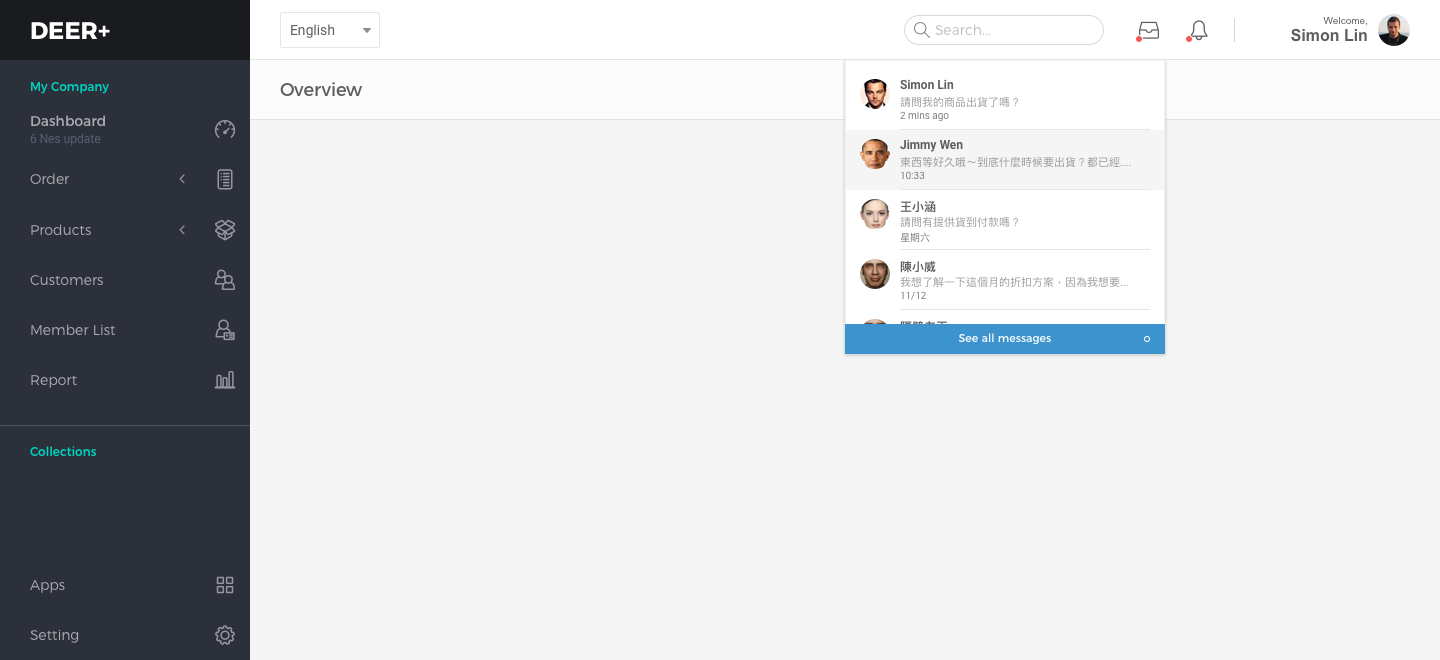 DEER+
English
Search...
Welcome,
Simon Lin
My Company
Dashboard
6 Nes update
Order
Products
Customers
Member List
Report
Collections
Apps
Setting
Overview
Simon Lin
請問我的商品出貨了嗎？
2 mins ago
Jimmy Wen
東西等好久哦～到底什麼時候要出貨？都已經....
10:33
王小涵
請問有提供貨到付款嗎？
星期六
陳小威
我想了解一下這個月的折扣方案，因為我想要...
11/12
See all messages